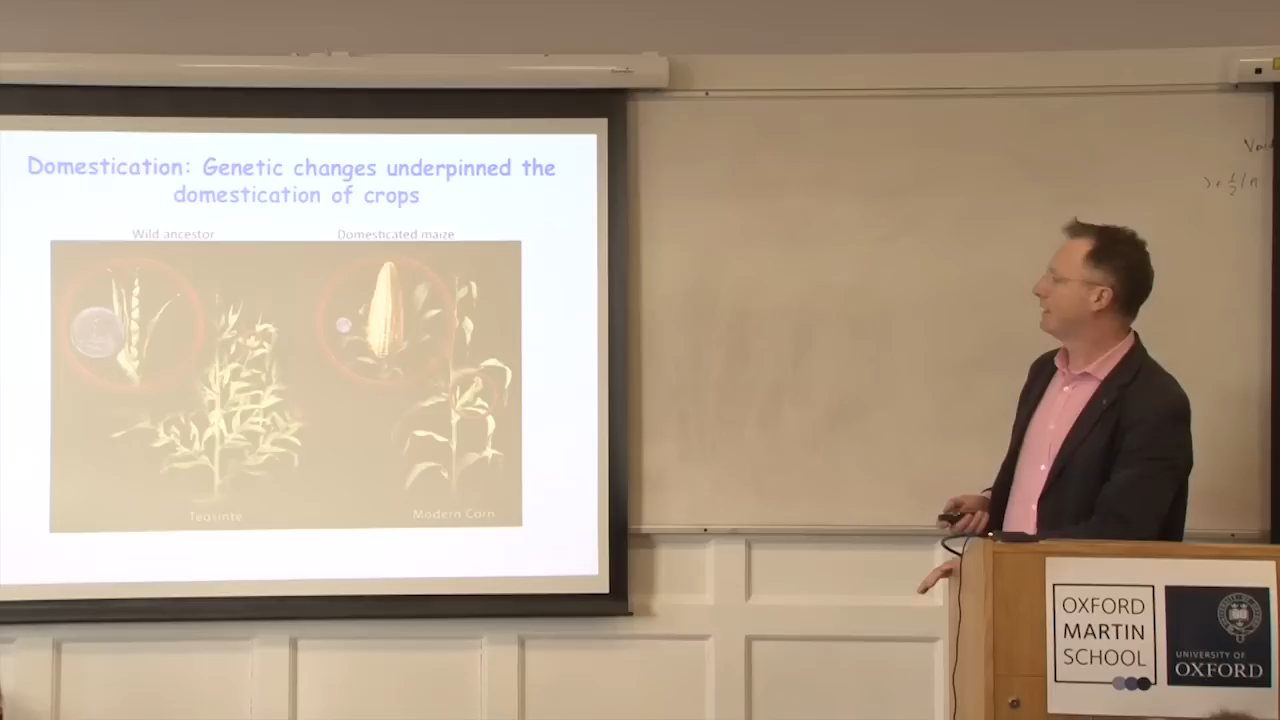 Domestication: Genetic changes underpinned the
domestication of crops
Wild ancestor
Domesticated maize
Teosinte
Modern Corn
OXFORD
MARTIN
SCHOOL
UNIVERSITY OF
OXFORD